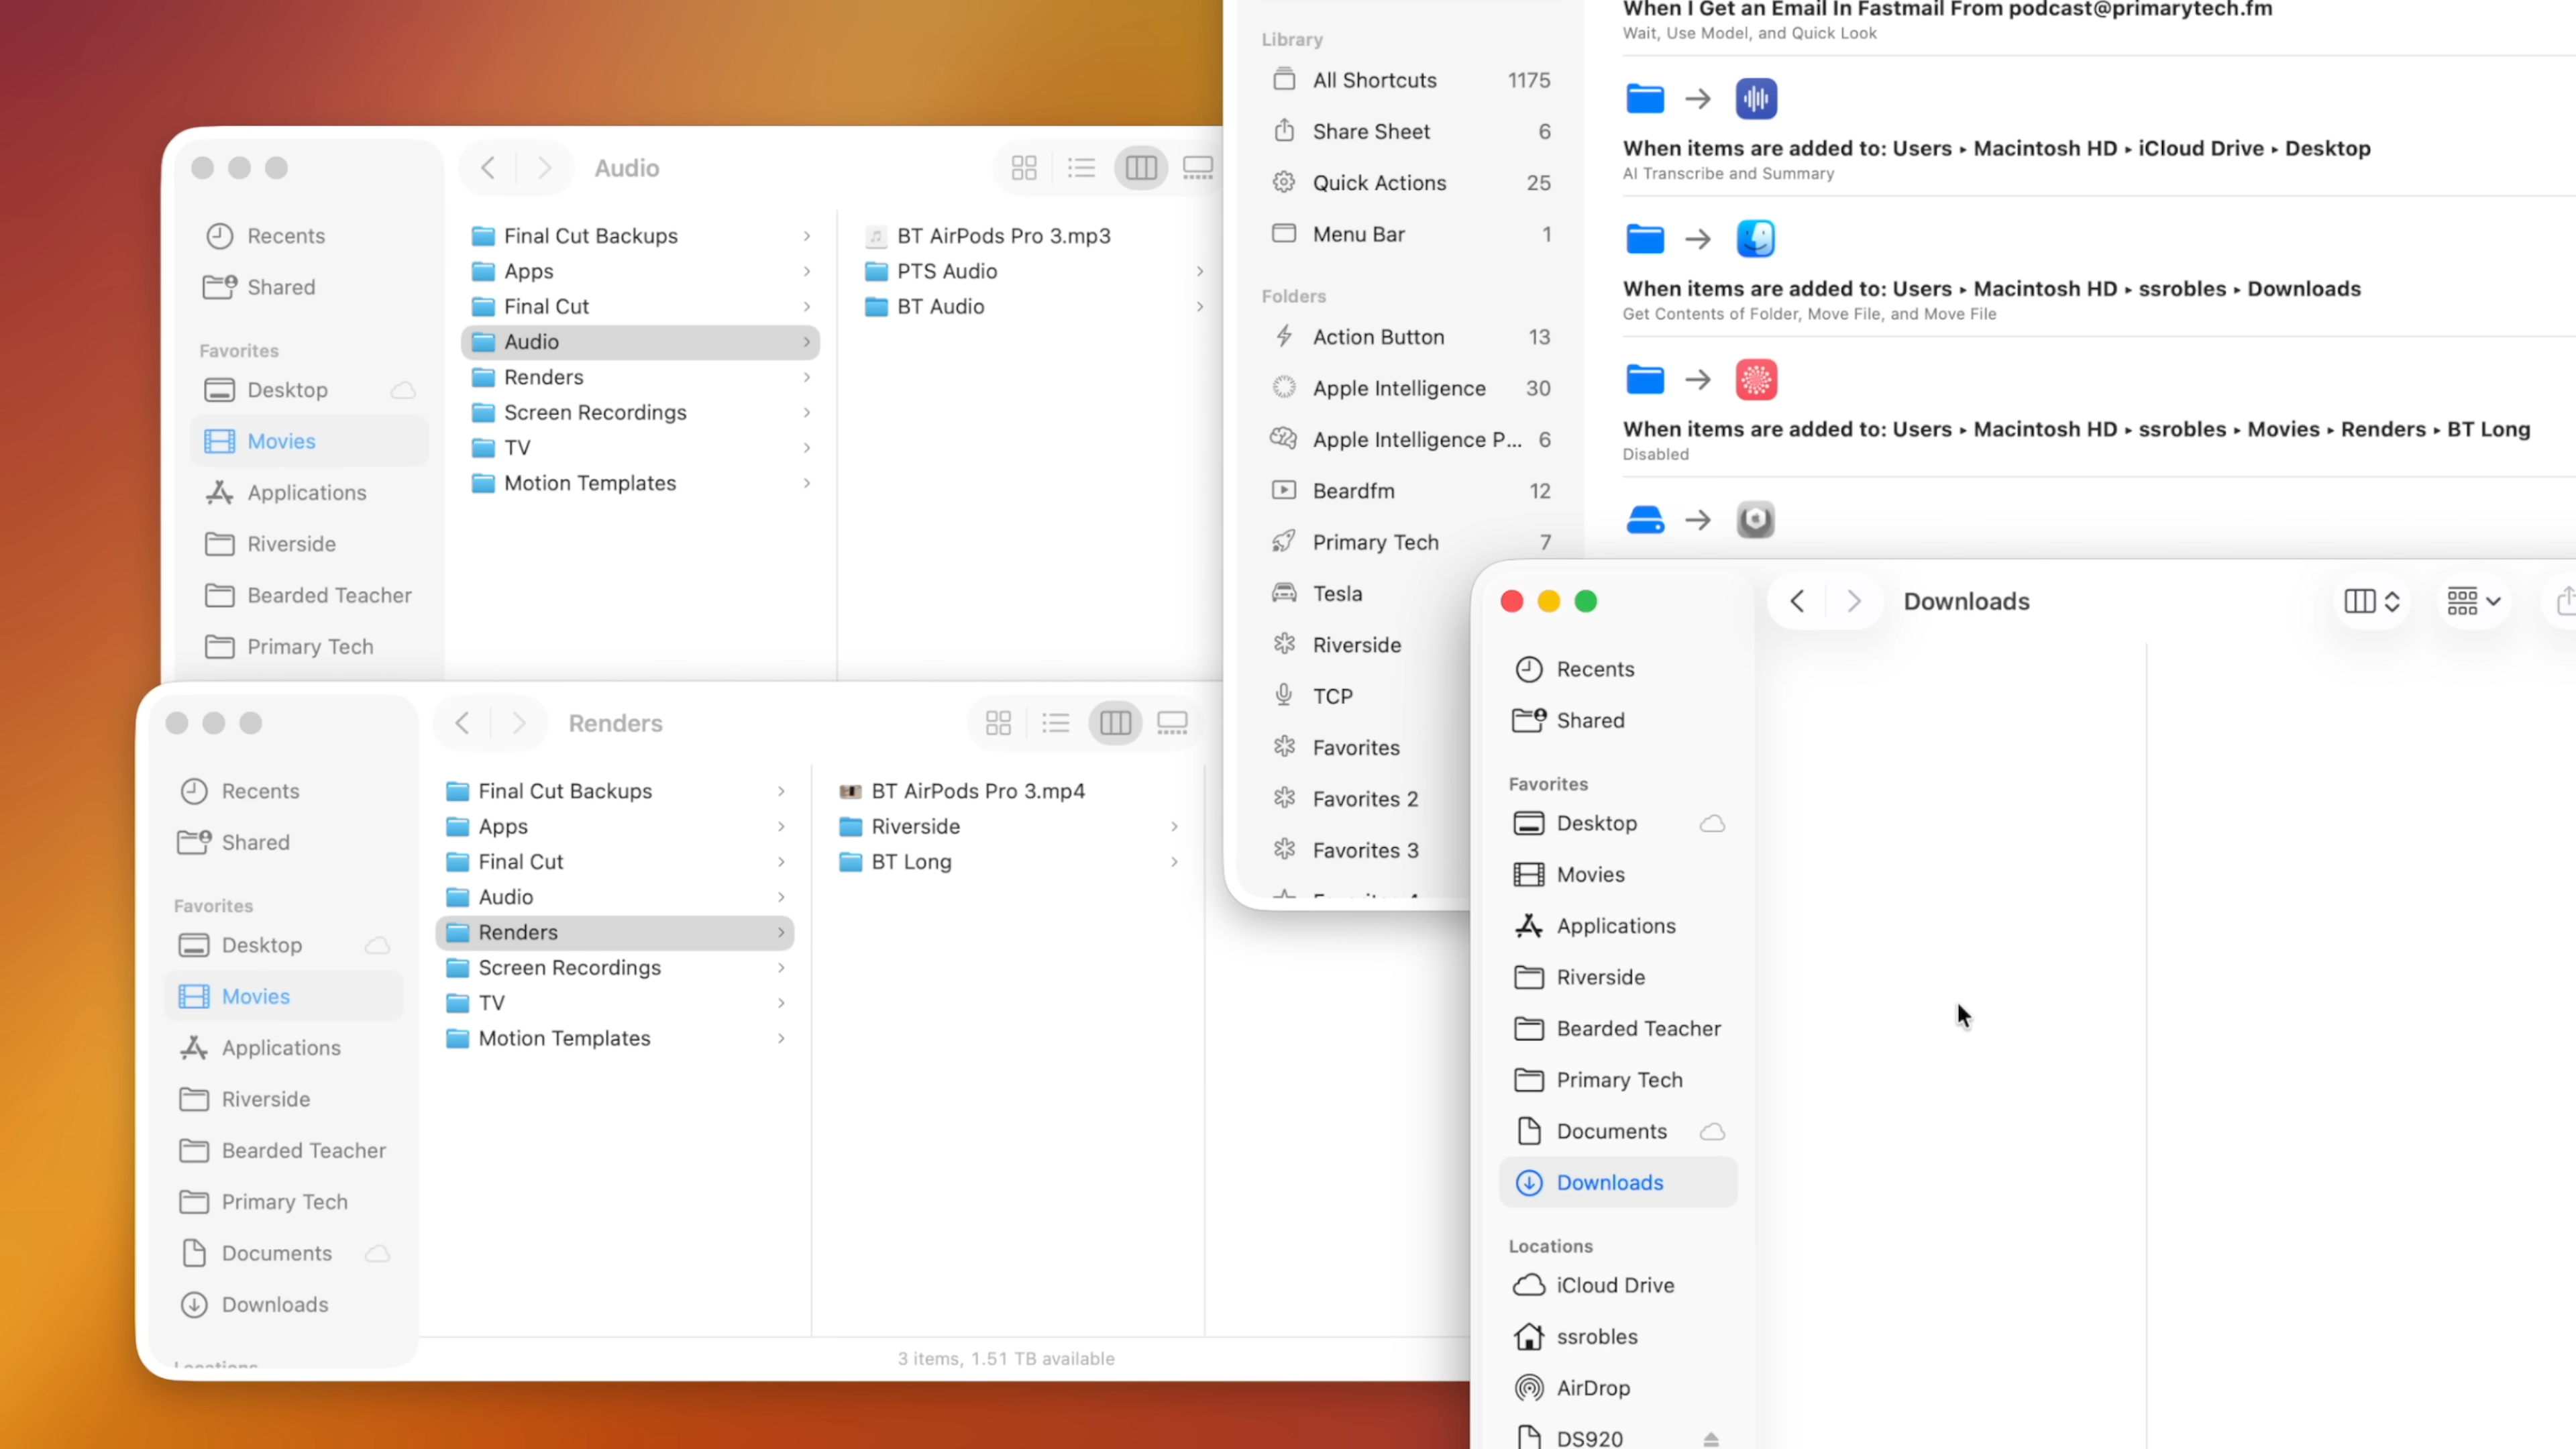 Audio
Recents
Shared
Favorites
Desktop
Movies
Applications
Riverside
Bearded Teacher
Primary Tech
Final Cut Backups
Apps
Final Cut
Audio
Renders
Screen Recordings
TV
Motion Templates
BT AirPods Pro 3.mp3
PTS Audio
BT Audio
Renders
Recents
Shared
Favorites
Desktop
Movies
Applications
Riverside
Bearded Teacher
Primary Tech
Documents
Downloads
Locations
Final Cut Backups
Apps
Final Cut
Audio
Renders
Screen Recordings
TV
Motion Templates
BT AirPods Pro 3.mp4
Riverside
BT Long
3 items, 1.51 TB available
Library
All Shortcuts 1175
Share Sheet 6
Quick Actions 25
Menu Bar 1
Folders
Action Button 13
Apple Intelligence 30
Apple Intelligence P... 6
Beardfm 12
Primary Tech 7
Tesla
Riverside
TCP
Favorites
Favorites 2
Favorites 3
When I Get an Email In Fastmail From podcast@primarytech.fm
Wait, Use Model, and Quick Look
When items are added to: Users ▸ Macintosh HD ▸ iCloud Drive ▸ Desktop
AI Transcribe and Summary
When items are added to: Users ▸ Macintosh HD ▸ ssrobles ▸ Downloads
Get Contents of Folder, Move File, and Move File
When items are added to: Users ▸ Macintosh HD ▸ ssrobles ▸ Movies ▸ Renders ▸ BT Long
Disabled
Downloads
Recents
Shared
Favorites
Desktop
Movies
Applications
Riverside
Bearded Teacher
Primary Tech
Documents
Downloads
Locations
iCloud Drive
ssrobles
AirDrop
DS920